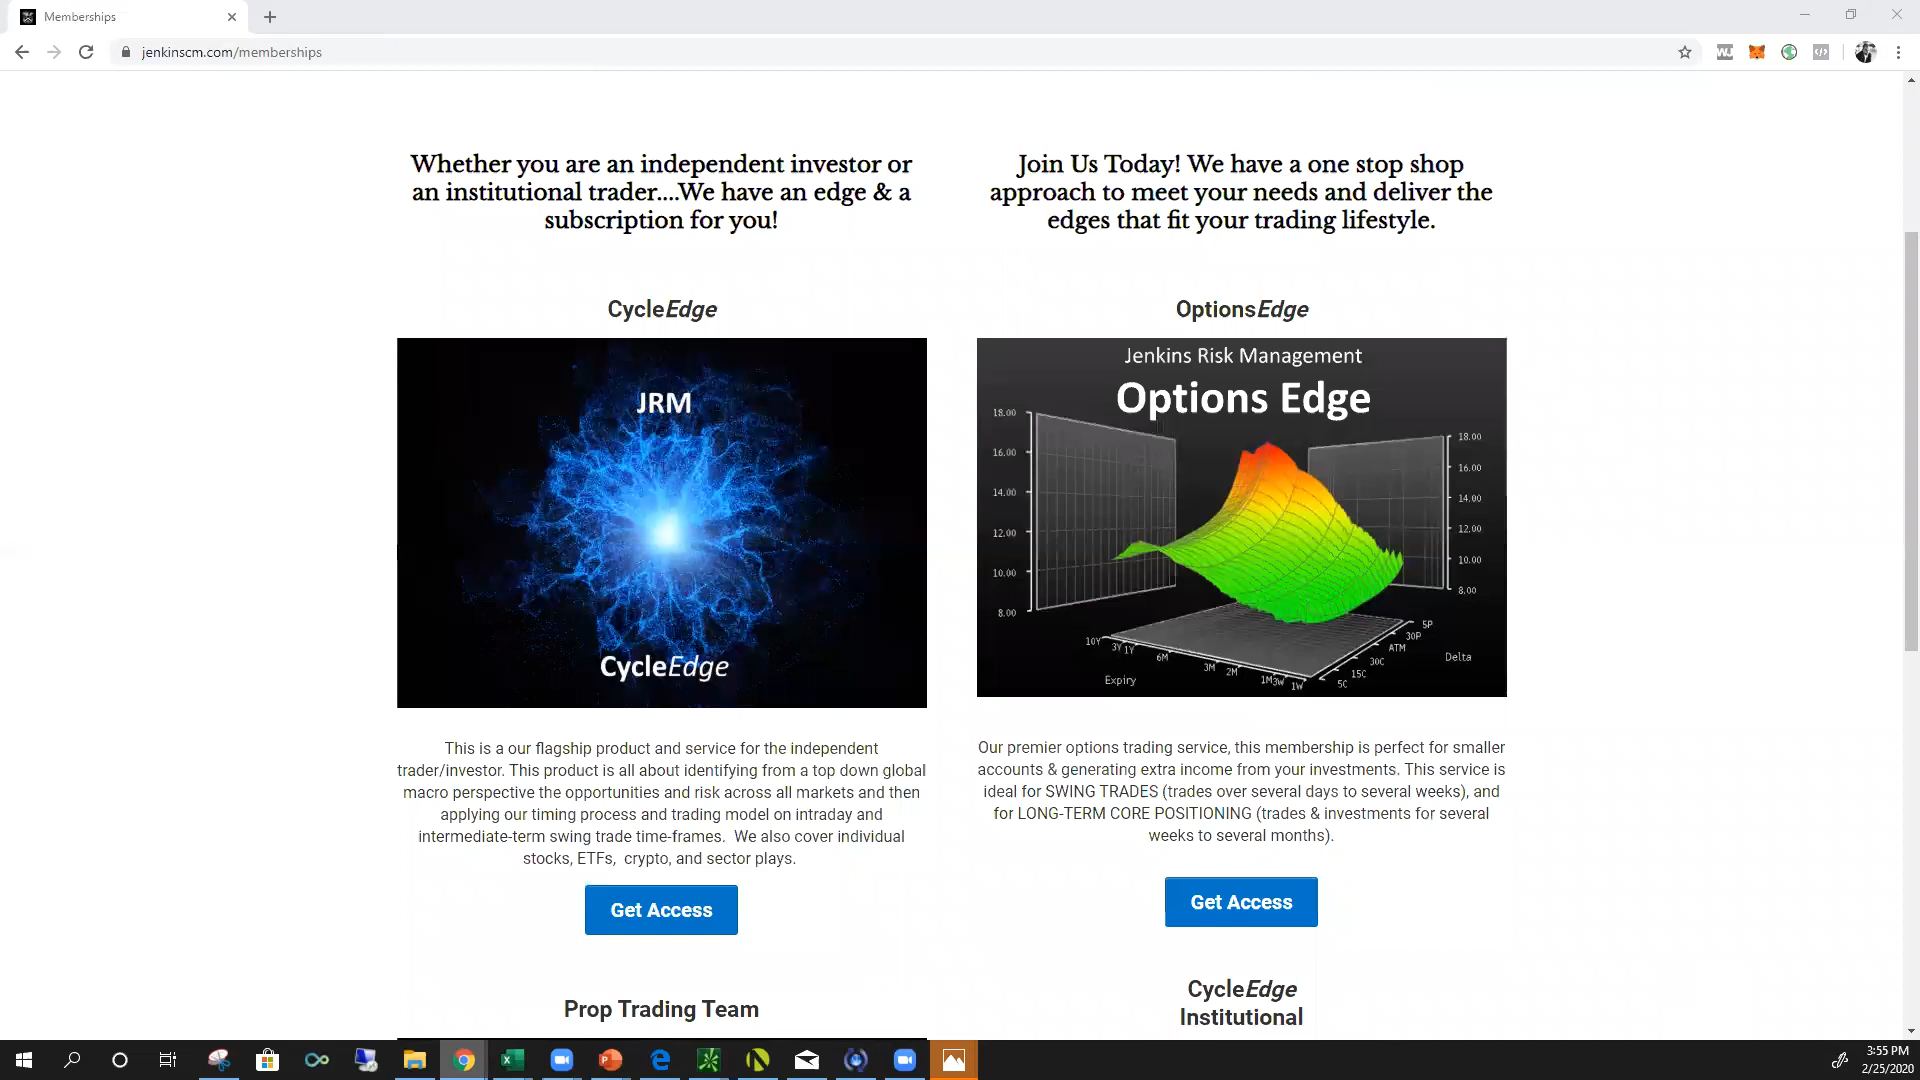 Memberships
jenkinscm.com/memberships
Whether you are an independent investor or
an institutional trader....We have an edge & a
subscription for you!
Join Us Today! We have a one stop shop
approach to meet your needs and deliver the
edges that fit your trading lifestyle.
CycleEdge
JRM
CycleEdge
This is a our flagship product and service for the independent
trader/investor. This product is all about identifying from a top down global
macro perspective the opportunities and risk across all markets and then
applying our timing process and trading model on intraday and
intermediate-term swing trade time-frames.  We also cover individual
stocks, ETFs,  crypto, and sector plays.
Get Access
OptionsEdge
Jenkins Risk Management
Options Edge
18.00
16.00
14.00
12.00
10.00
8.00
18.00
16.00
14.00
12.00
10.00
8.00
10Y
3Y
1Y
6M
3M
2M
1M
3W
1W
Expiry
5P
30P
ATM
30C
15C
5C
Delta
Our premier options trading service, this membership is perfect for smaller
accounts & generating extra income from your investments. This service is
ideal for SWING TRADES (trades over several days to several weeks), and
for LONG-TERM CORE POSITIONING (trades & investments for several
weeks to several months).
Get Access
Prop Trading Team
CycleEdge
Institutional
3:55 PM
2/25/2020